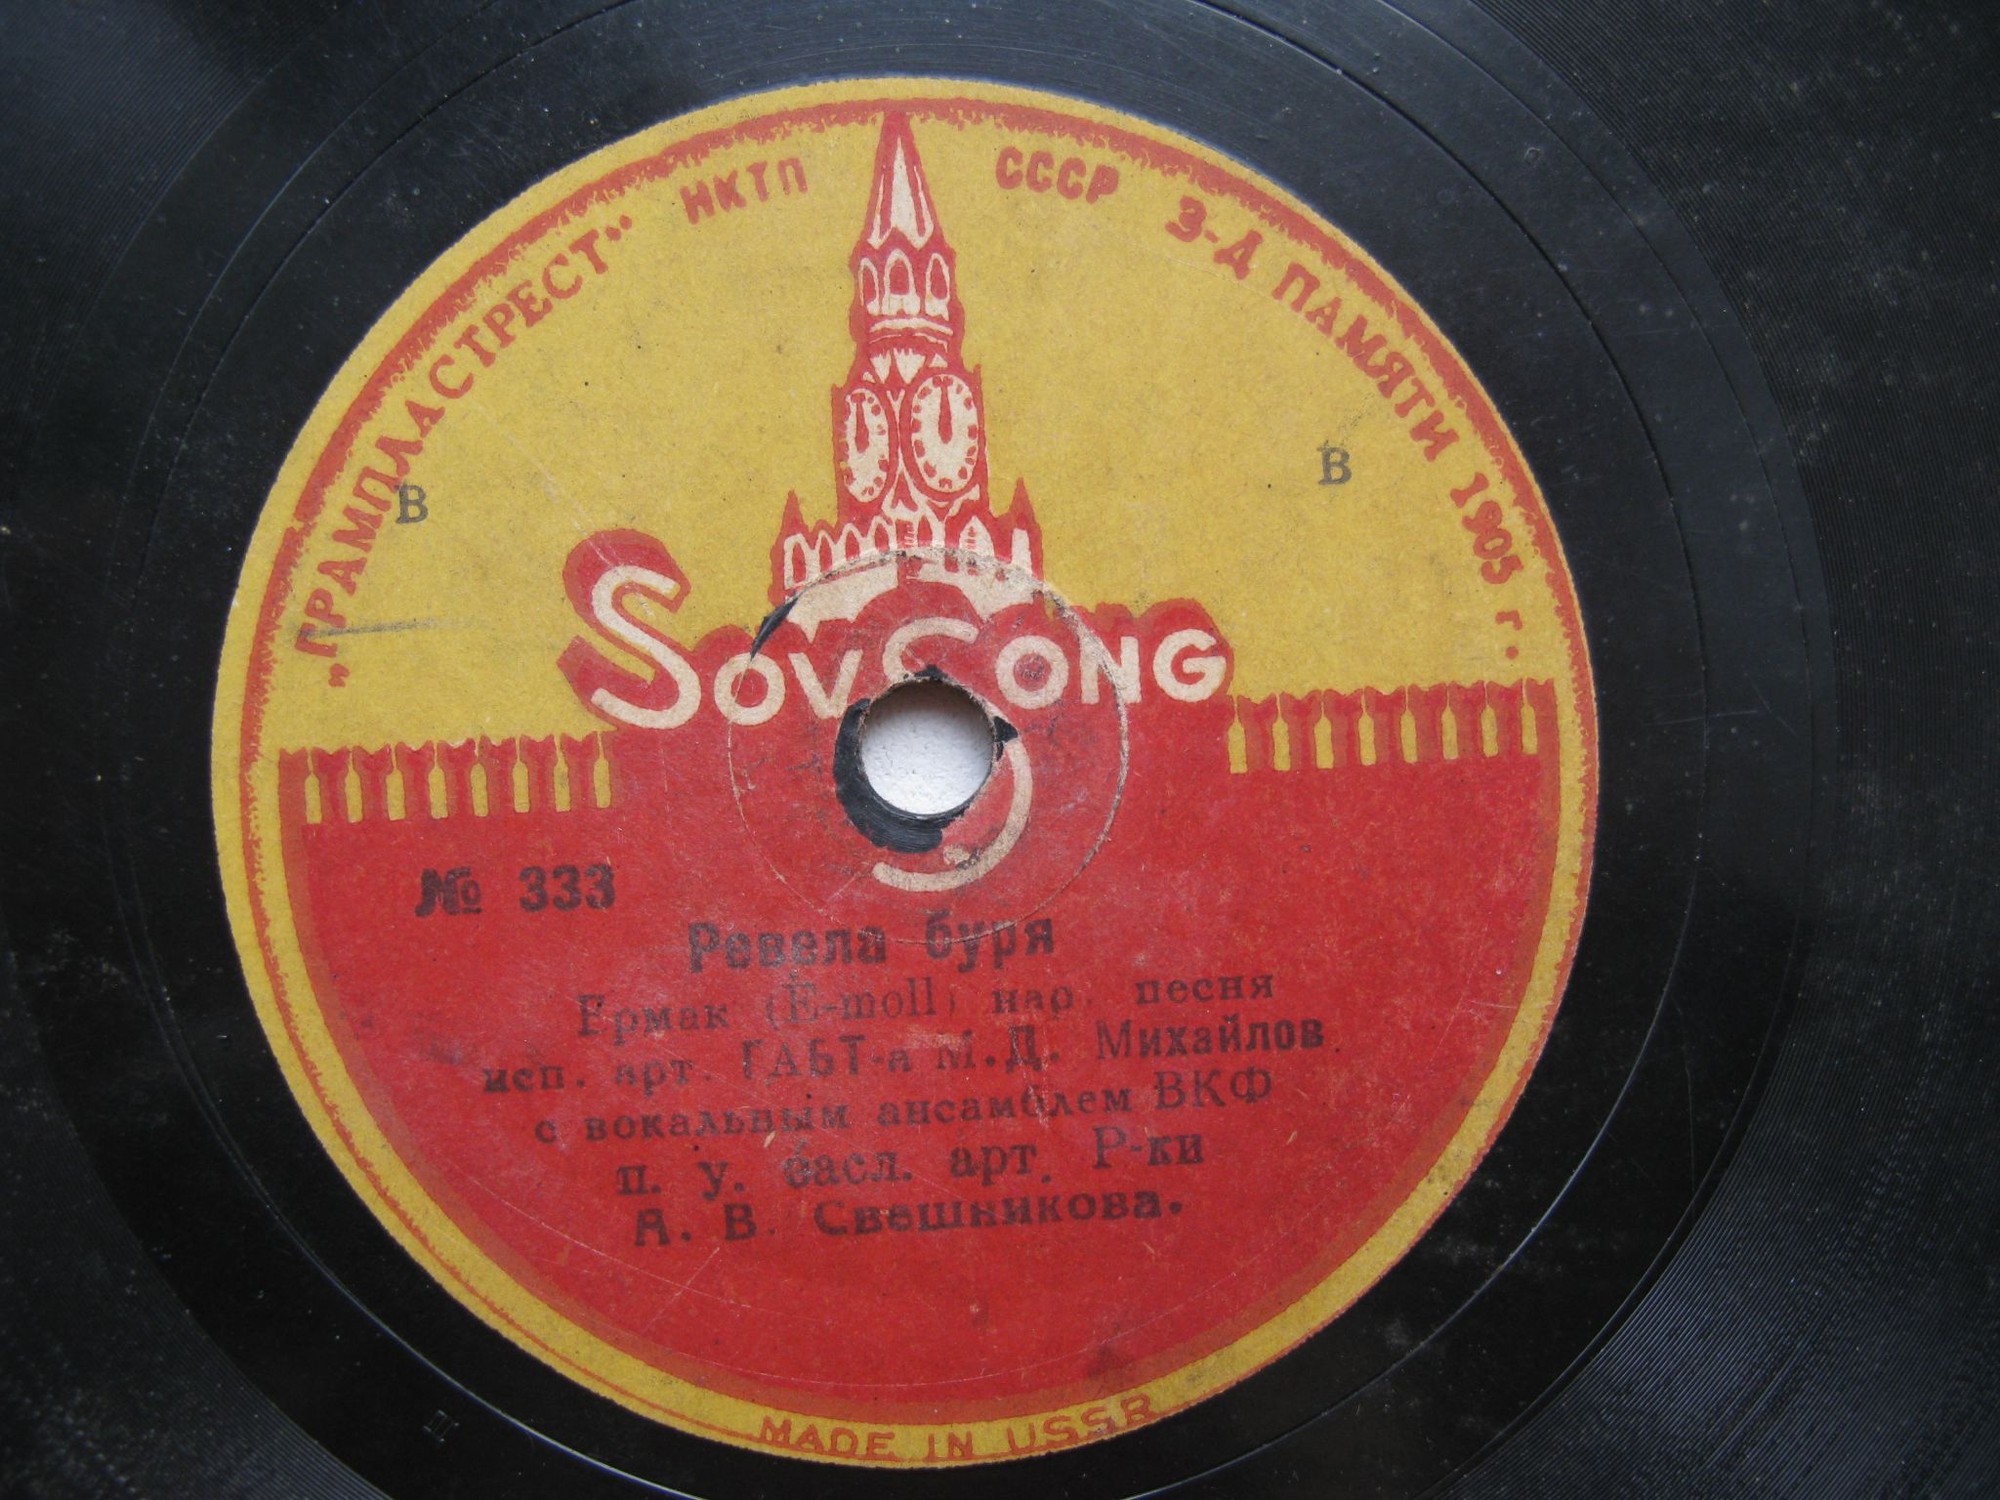 „ГРАМПЛАСТРЕСТ“ НКТП СССР З-Д ПАМЯТИ 1905 г.
В В
SOVSONG
№ 333
Ревела буря
Ермак (E-moll) нар. песня
исп. арт. ГАБТ-а М.Д. Михайлов
с вокальным ансамблем ВКФ
п. у. басл. арт. Р-ки
А. В. Свешникова.
MADE IN USSR